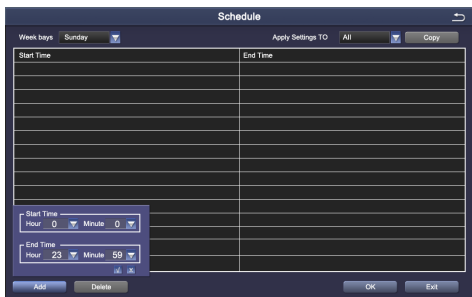 Schedule
Week bays Sunday Apply Settings TO All Copy
Start Time End Time
Start Time
Hour 0 Minute 0
End Time
Hour 23 Minute 59
Add Delete OK Exit